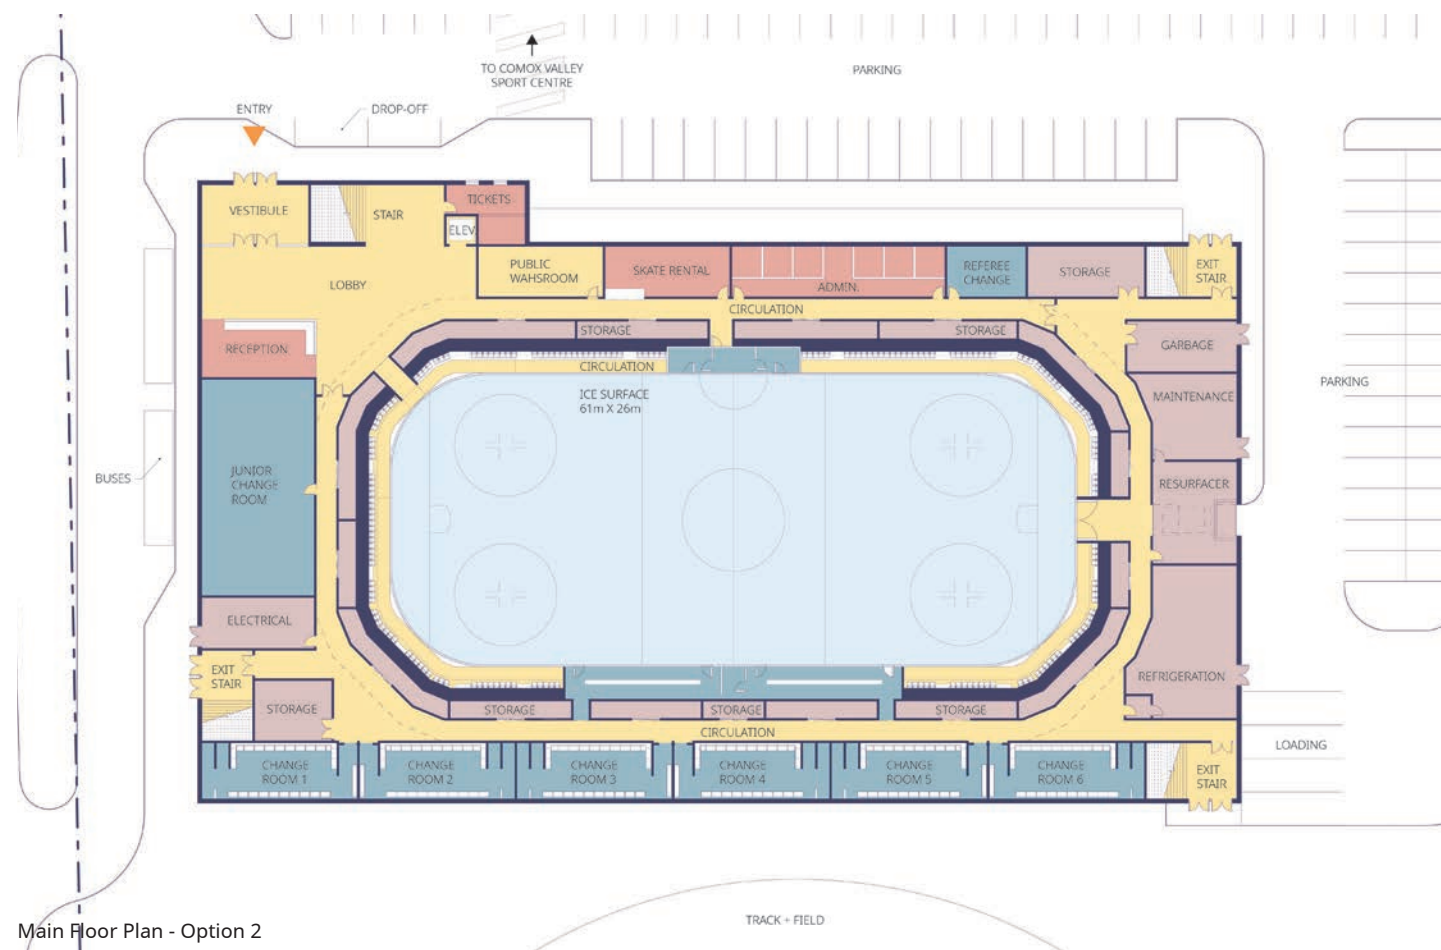 TO COMOX VALLEY
SPORT CENTRE
PARKING
ENTRY
DROP-OFF
VESTIBULE
STAIR
TICKETS
ELEV
LOBBY
PUBLIC
WAHSROOM
SKATE RENTAL
ADMIN.
REFEREE
CHANGE
STORAGE
EXIT
STAIR
CIRCULATION
STORAGE
STORAGE
RECEPTION
GARBAGE
CIRCULATION
ICE SURFACE
61m X 26m
MAINTENANCE
PARKING
BUSES
JUNIOR
CHANGE
ROOM
RESURFACER
ELECTRICAL
EXIT
STAIR
REFRIGERATION
STORAGE
STORAGE
STORAGE
STORAGE
CIRCULATION
LOADING
CHANGE
ROOM 1
CHANGE
ROOM 2
CHANGE
ROOM 3
CHANGE
ROOM 4
CHANGE
ROOM 5
CHANGE
ROOM 6
EXIT
STAIR
TRACK + FIELD
Main Floor Plan - Option 2